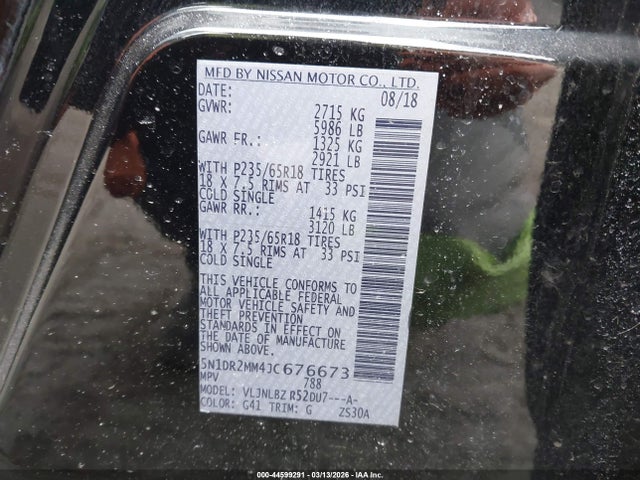 MFD BY NISSAN MOTOR CO., LTD.
DATE: 08/18
GVWR: 2715 KG
5986 LB
GAWR FR.: 1325 KG
2921 LB
WITH P235/65R18 TIRES
18 X 7.5 RIMS AT 33 PSI
COLD SINGLE
GAWR RR.: 1415 KG
3120 LB
WITH P235/65R18 TIRES
18 X 7.5 RIMS AT 33 PSI
COLD SINGLE
THIS VEHICLE CONFORMS TO
ALL APPLICABLE FEDERAL
MOTOR VEHICLE SAFETY AND
THEFT PREVENTION
STANDARDS IN EFFECT ON
THE DATE OF MANUFACTURE
SHOWN ABOVE.
5N1DR2MM4JC676673
MPV 788
MODEL: VLJNLBZ R52DU7---A-
COLOR: G41 TRIM: G ZS30A
000-44599291 - 03/13/2026 - IAA Inc.